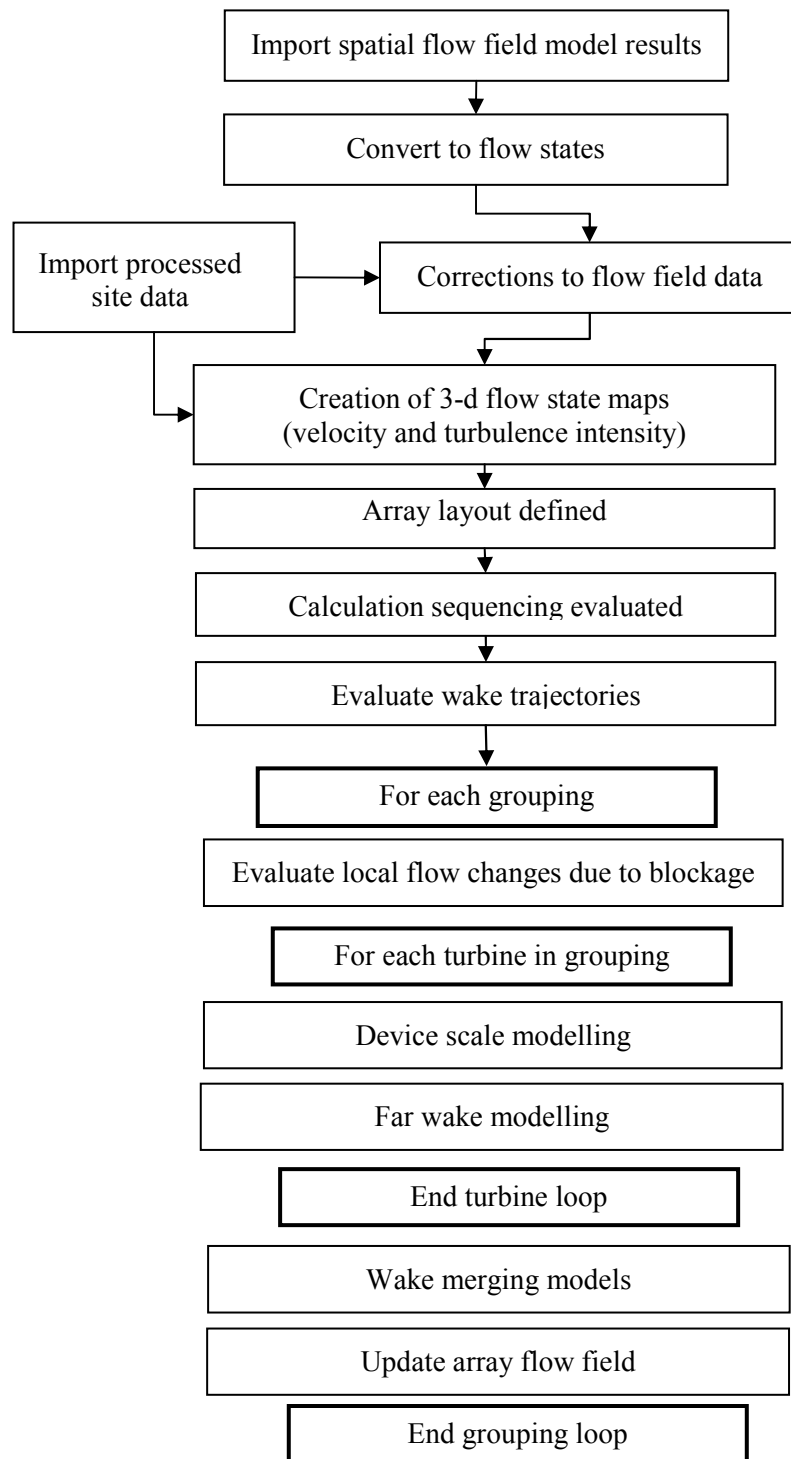 Import spatial flow field model results
Convert to flow states
Import processed
site data
Corrections to flow field data
Creation of 3-d flow state maps
(velocity and turbulence intensity)
Array layout defined
Calculation sequencing evaluated
Evaluate wake trajectories
For each grouping
Evaluate local flow changes due to blockage
For each turbine in grouping
Device scale modelling
Far wake modelling
End turbine loop
Wake merging models
Update array flow field
End grouping loop